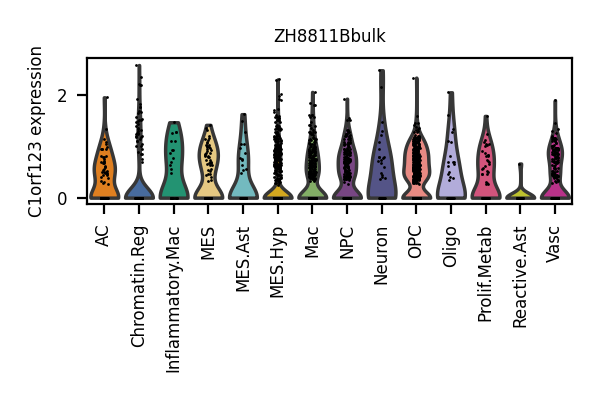 ZH8811Bbulk
C1orf123 expression
2
0
AC
Chromatin.Reg
Inflammatory.Mac
MES
MES.Ast
MES.Hyp
Mac
NPC
Neuron
OPC
Oligo
Prolif.Metab
Reactive.Ast
Vasc